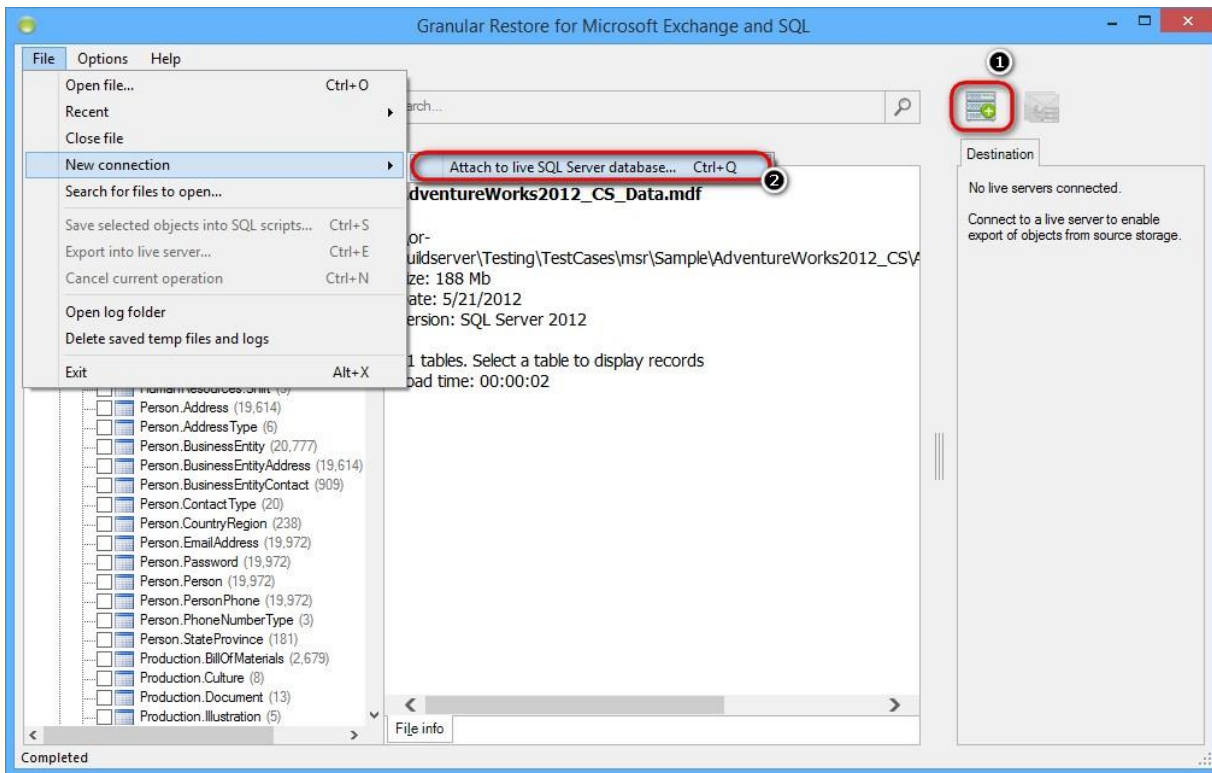 Granular Restore for Microsoft Exchange and SQL
File Options Help
Open file... Ctrl+O
Recent
Close file
New connection
Search for files to open...
Save selected objects into SQL scripts... Ctrl+S
Export into live server... Ctrl+E
Cancel current operation Ctrl+N
Open log folder
Delete saved temp files and logs
Exit Alt+X
Attach to live SQL Server database... Ctrl+Q
1
2
Person.Address (19,614)
Person.AddressType (6)
Person.BusinessEntity (20,777)
Person.BusinessEntityAddress (19,614)
Person.BusinessEntityContact (909)
Person.ContactType (20)
Person.CountryRegion (238)
Person.EmailAddress (19,972)
Person.Password (19,972)
Person.Person (19,972)
Person.PersonPhone (19,972)
Person.PhoneNumberType (3)
Person.StateProvince (181)
Production.BillOfMaterials (2,679)
Production.Culture (8)
Production.Document (13)
Production.Illustration (5)
arch...
dventureWorks2012_CS_Data.mdf
or-
uildserver\Testing\TestCases\msr\Sample\AdventureWorks2012_CS\A
ze: 188 Mb
ate: 5/21/2012
ersion: SQL Server 2012
1 tables. Select a table to display records
oad time: 00:00:02
File info
Destination
No live servers connected.
Connect to a live server to enable
export of objects from source storage.
Completed